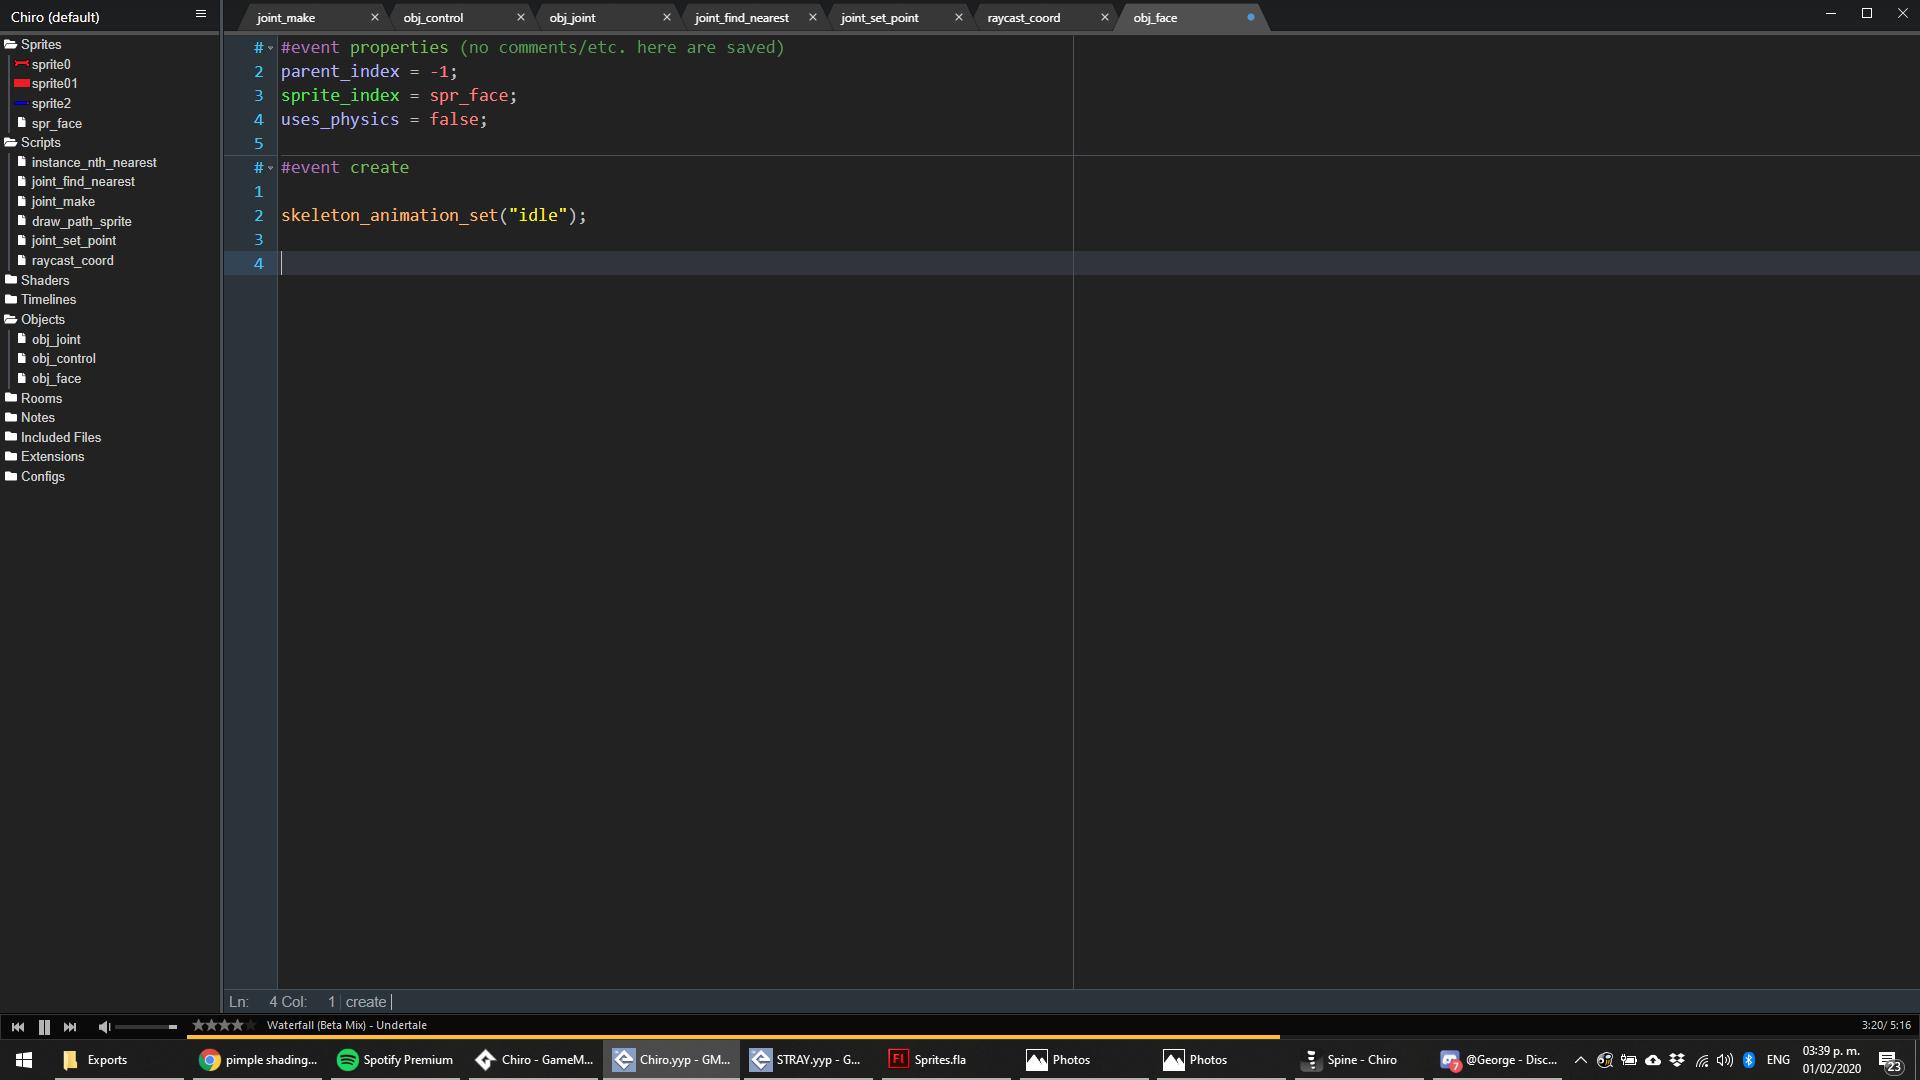 Chiro (default)
joint_make
obj_control
obj_joint
joint_find_nearest
joint_set_point
raycast_coord
obj_face
Sprites
sprite0
sprite01
sprite2
spr_face
Scripts
instance_nth_nearest
joint_find_nearest
joint_make
draw_path_sprite
joint_set_point
raycast_coord
Shaders
Timelines
Objects
obj_joint
obj_control
obj_face
Rooms
Notes
Included Files
Extensions
Configs
# #event properties (no comments/etc. here are saved)
2 parent_index = -1;
3 sprite_index = spr_face;
4 uses_physics = false;
5
# #event create
1
2 skeleton_animation_set("idle");
3
4
Ln: 4 Col: 1 create
Waterfall (Beta Mix) - Undertale
3:20/ 5:16
Exports
pimple shading...
Spotify Premium
Chiro - GameM...
Chiro.yyp - GM...
STRAY.yyp - G...
Fl Sprites.fla
Photos
Photos
Spine - Chiro
7 @George - Disc...
ENG
03:39 p. m.
01/02/2020
23